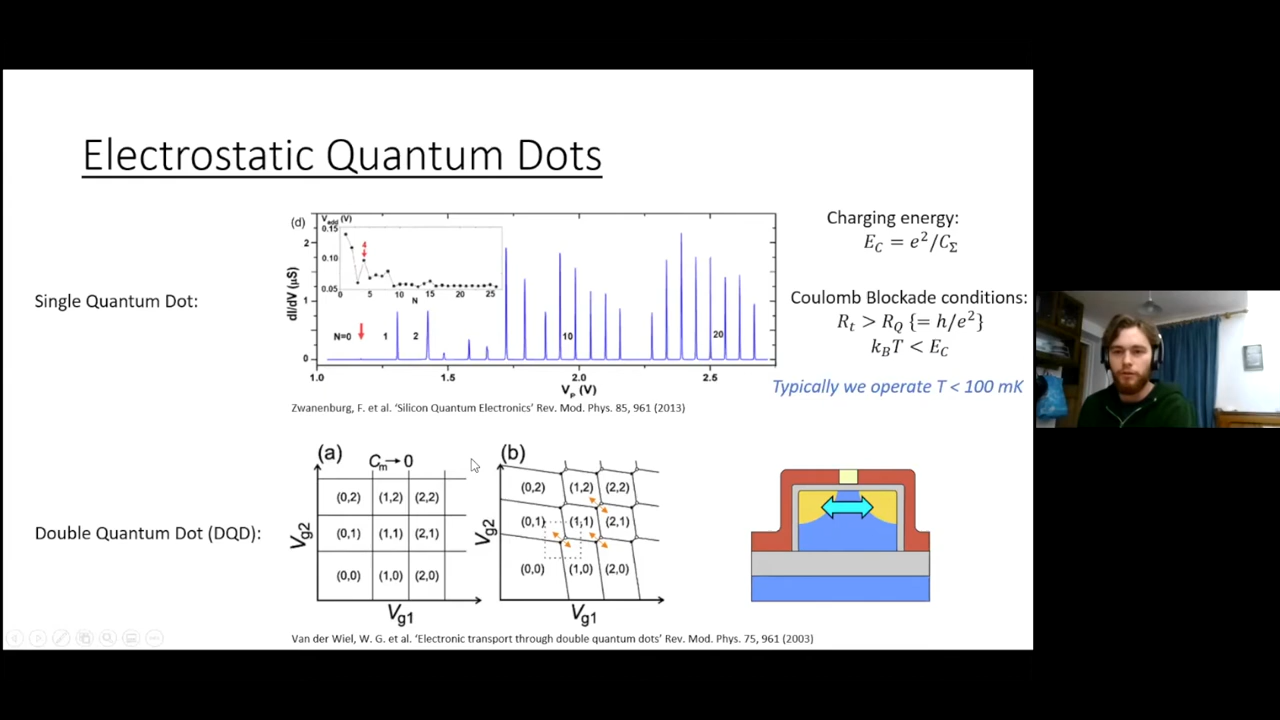 Electrostatic Quantum Dots
Single Quantum Dot:
(d)
V_add (V)
0.15
0.10
0.05
4
0 5 10 15 20 25
N
dI/dV (μS)
2
1
1
0
N=0
1
2
10
20
1.0 1.5 2.0 2.5
V_P (V)
Zwanenburg, F. et al. ‘Silicon Quantum Electronics’ Rev. Mod. Phys. 85, 961 (2013)
Charging energy:
E_C = e²/C_Σ
Coulomb Blockade conditions:
R_t > R_Q {= h/e²}
k_BT < E_C
Typically we operate T < 100 mK
Double Quantum Dot (DQD):
(a)
C_m→0
(0,2) (1,2) (2,2)
(0,1) (1,1) (2,1)
(0,0) (1,0) (2,0)
V_g2
V_g1
(b)
(0,2) (1,2) (2,2)
(0,1) (1,1) (2,1)
(0,0) (1,0) (2,0)
V_g2
V_g1
Van der Wiel, W. G. et al. ‘Electronic transport through double quantum dots’ Rev. Mod. Phys. 75, 961 (2003)